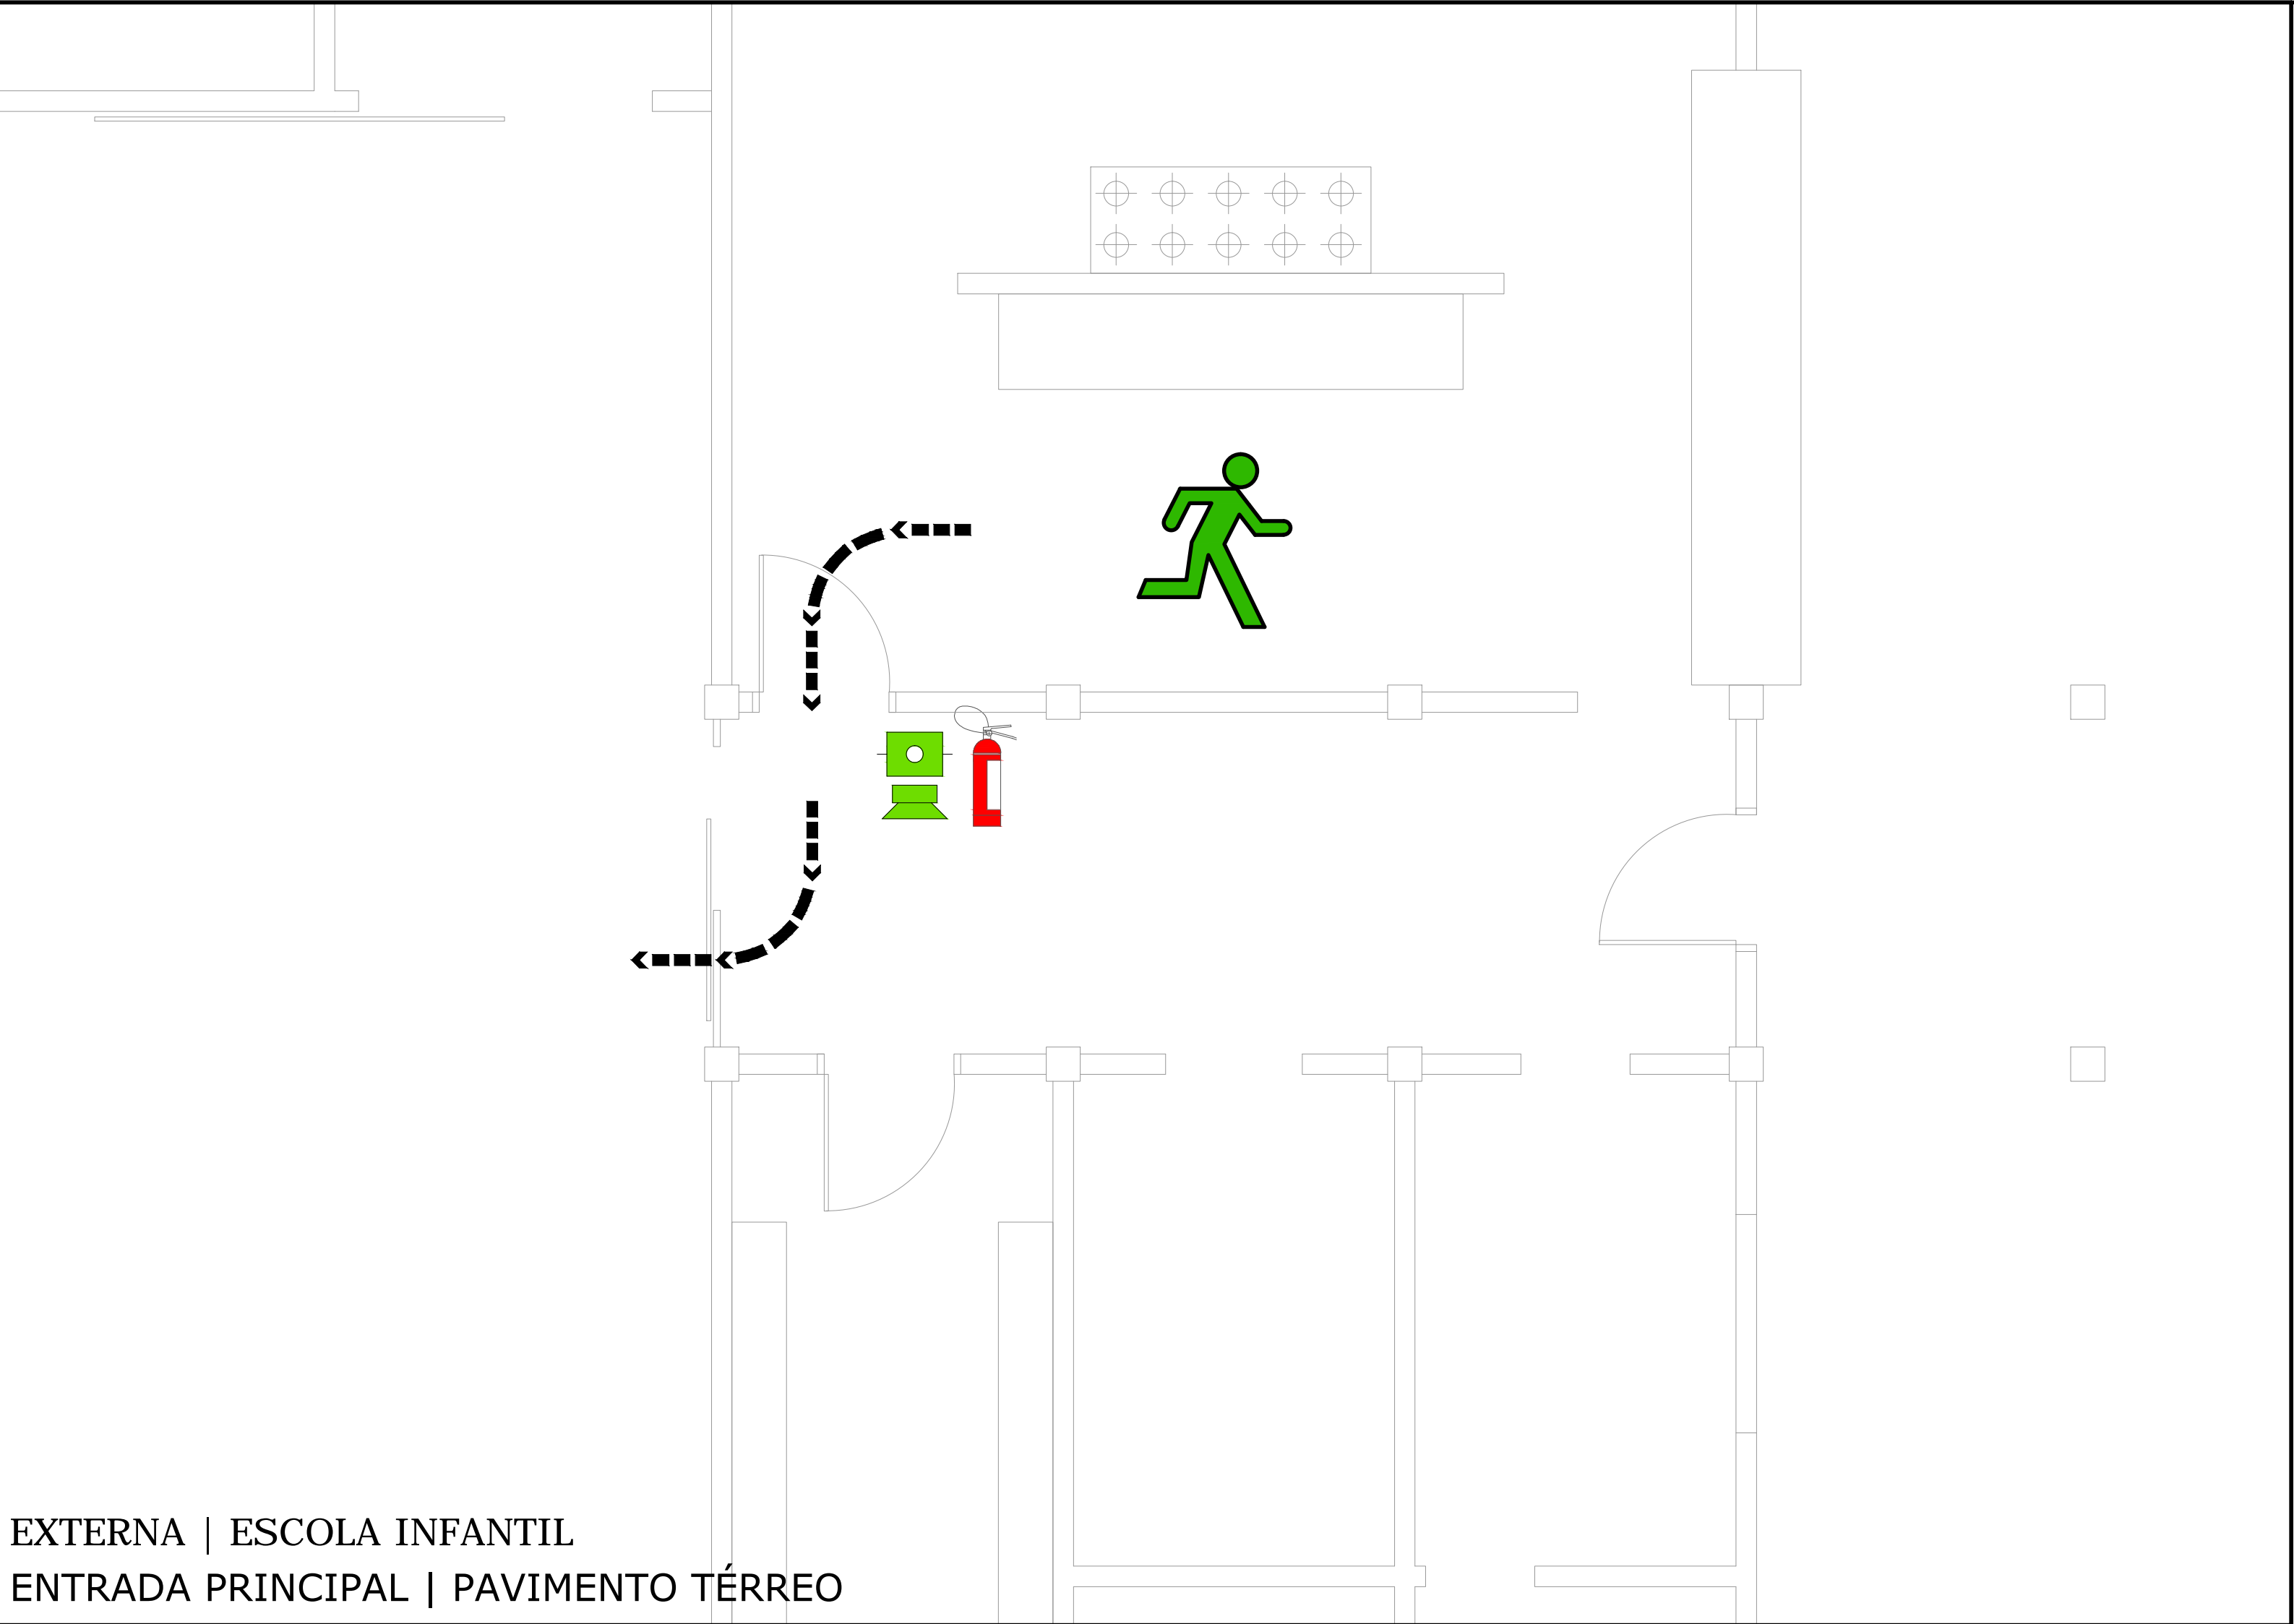 EXTERNA | ESCOLA INFANTIL
ENTRADA PRINCIPAL | PAVIMENTO TÉRREO